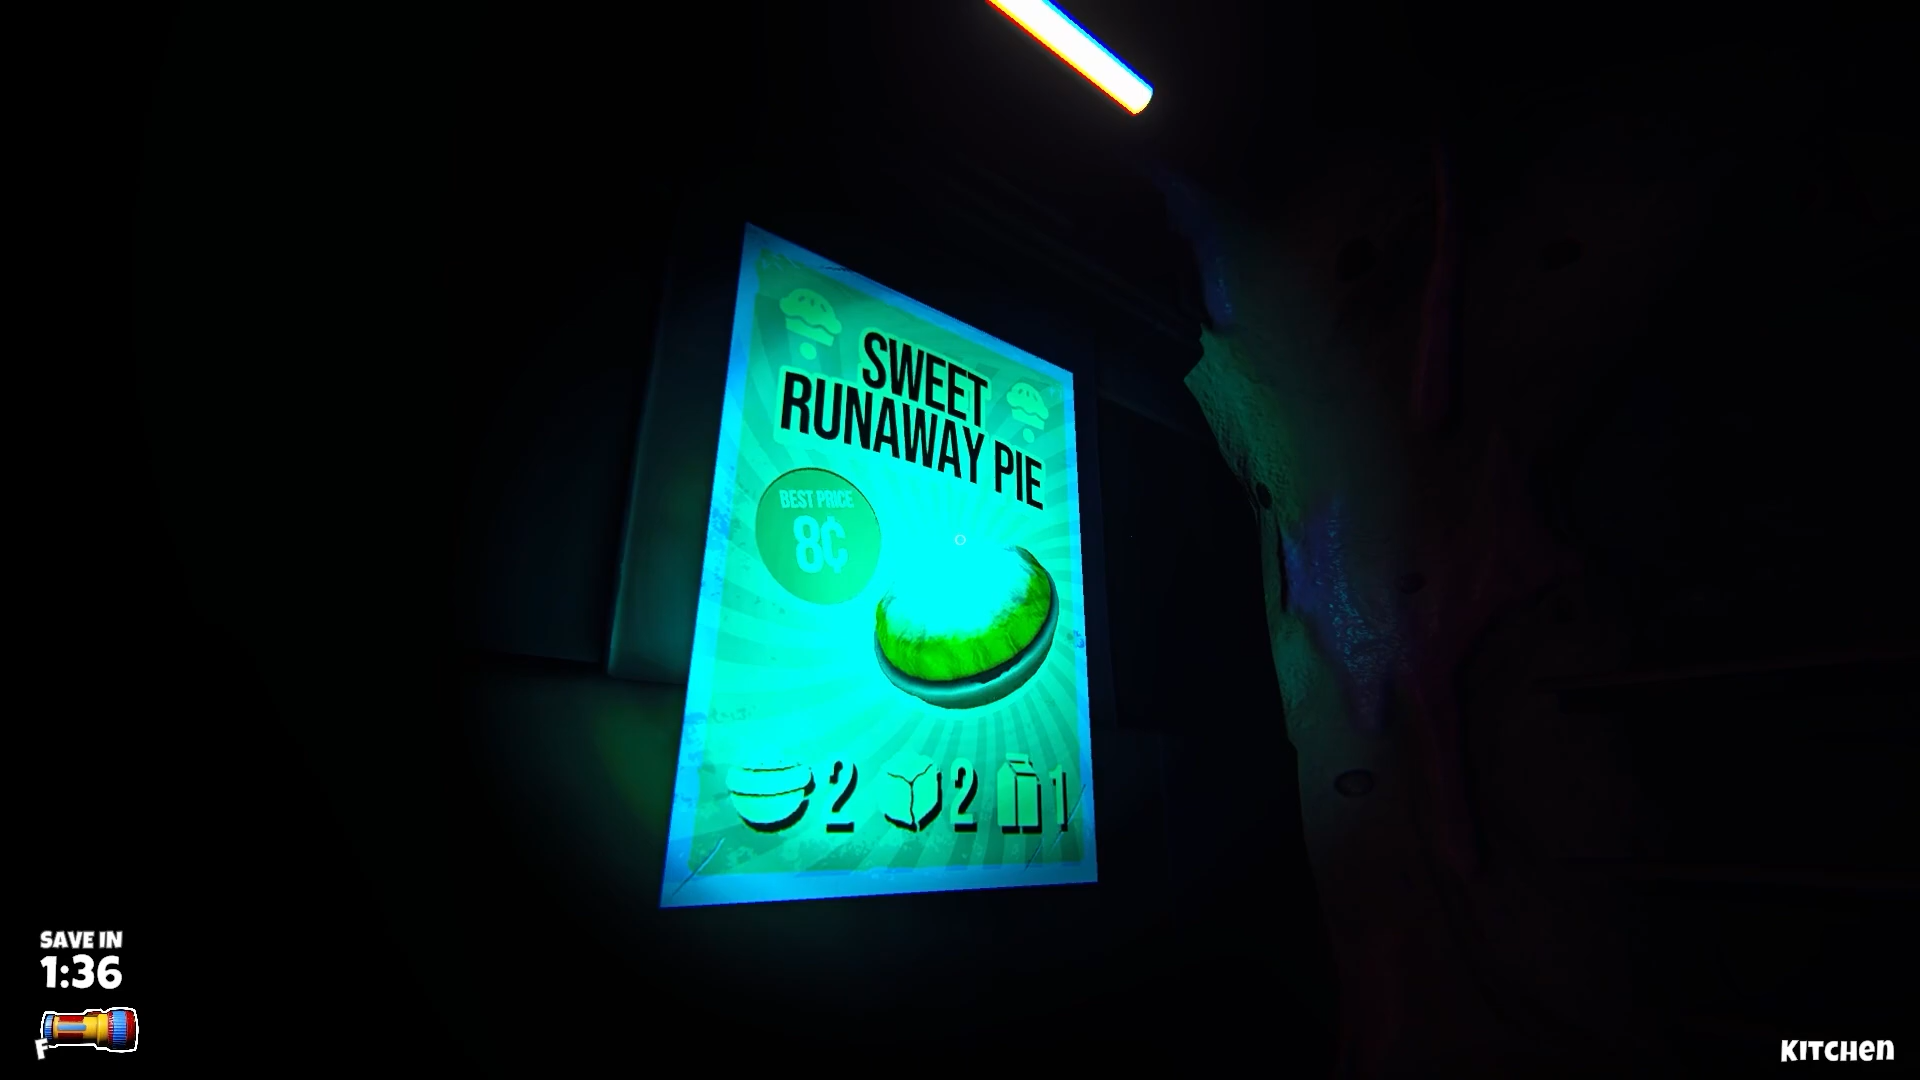 SWEET
RUNAWAY PIE
BEST PRICE
8¢
2 2 1
SAVE IN
1:36
F
KITCHEN